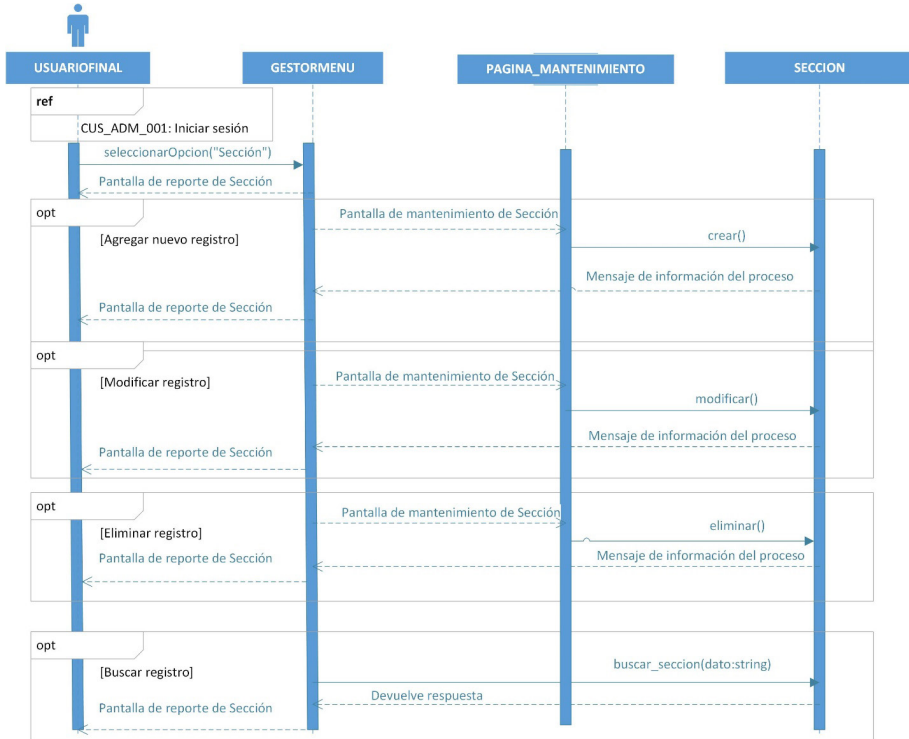 USUARIOFINAL
GESTORMENU
PAGINA_MANTENIMIENTO
SECCION
ref
CUS_ADM_001: Iniciar sesión
seleccionarOpcion("Sección")
Pantalla de reporte de Sección
opt
Pantalla de mantenimiento de Sección
[Agregar nuevo registro]
crear()
Mensaje de información del proceso
Pantalla de reporte de Sección
opt
Pantalla de mantenimiento de Sección
[Modificar registro]
modificar()
Mensaje de información del proceso
Pantalla de reporte de Sección
opt
Pantalla de mantenimiento de Sección
[Eliminar registro]
eliminar()
Mensaje de información del proceso
Pantalla de reporte de Sección
opt
[Buscar registro]
buscar_seccion(dato:string)
Devuelve respuesta
Pantalla de reporte de Sección